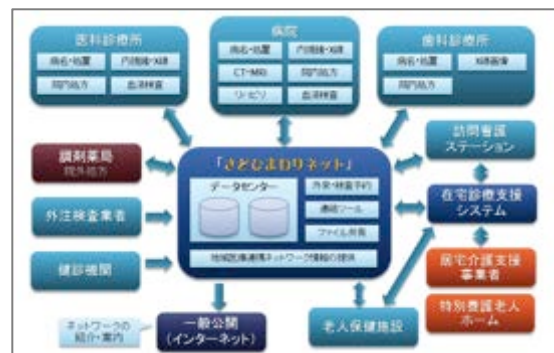 医科診療所
病名・処置
内視鏡・X線
院内処方
血液検査
病院
病名・処置
内視鏡・X線
CT・MRI
院内処方
リハビリ
血液検査
歯科診療所
病名・処置
X線画像
院内処方
調剤薬局
院外処方
外注検査業者
健診機関
「さどひまわりネット」
データセンター
外来・検査予約
連絡ツール
ファイル共有
地域医療連携ネットワーク情報の提供
訪問看護
ステーション
在宅診療支援
システム
居宅介護支援
事業者
特別養護老人
ホーム
老人保健施設
一般公開
(インターネット)
ネットワークの
紹介・案内